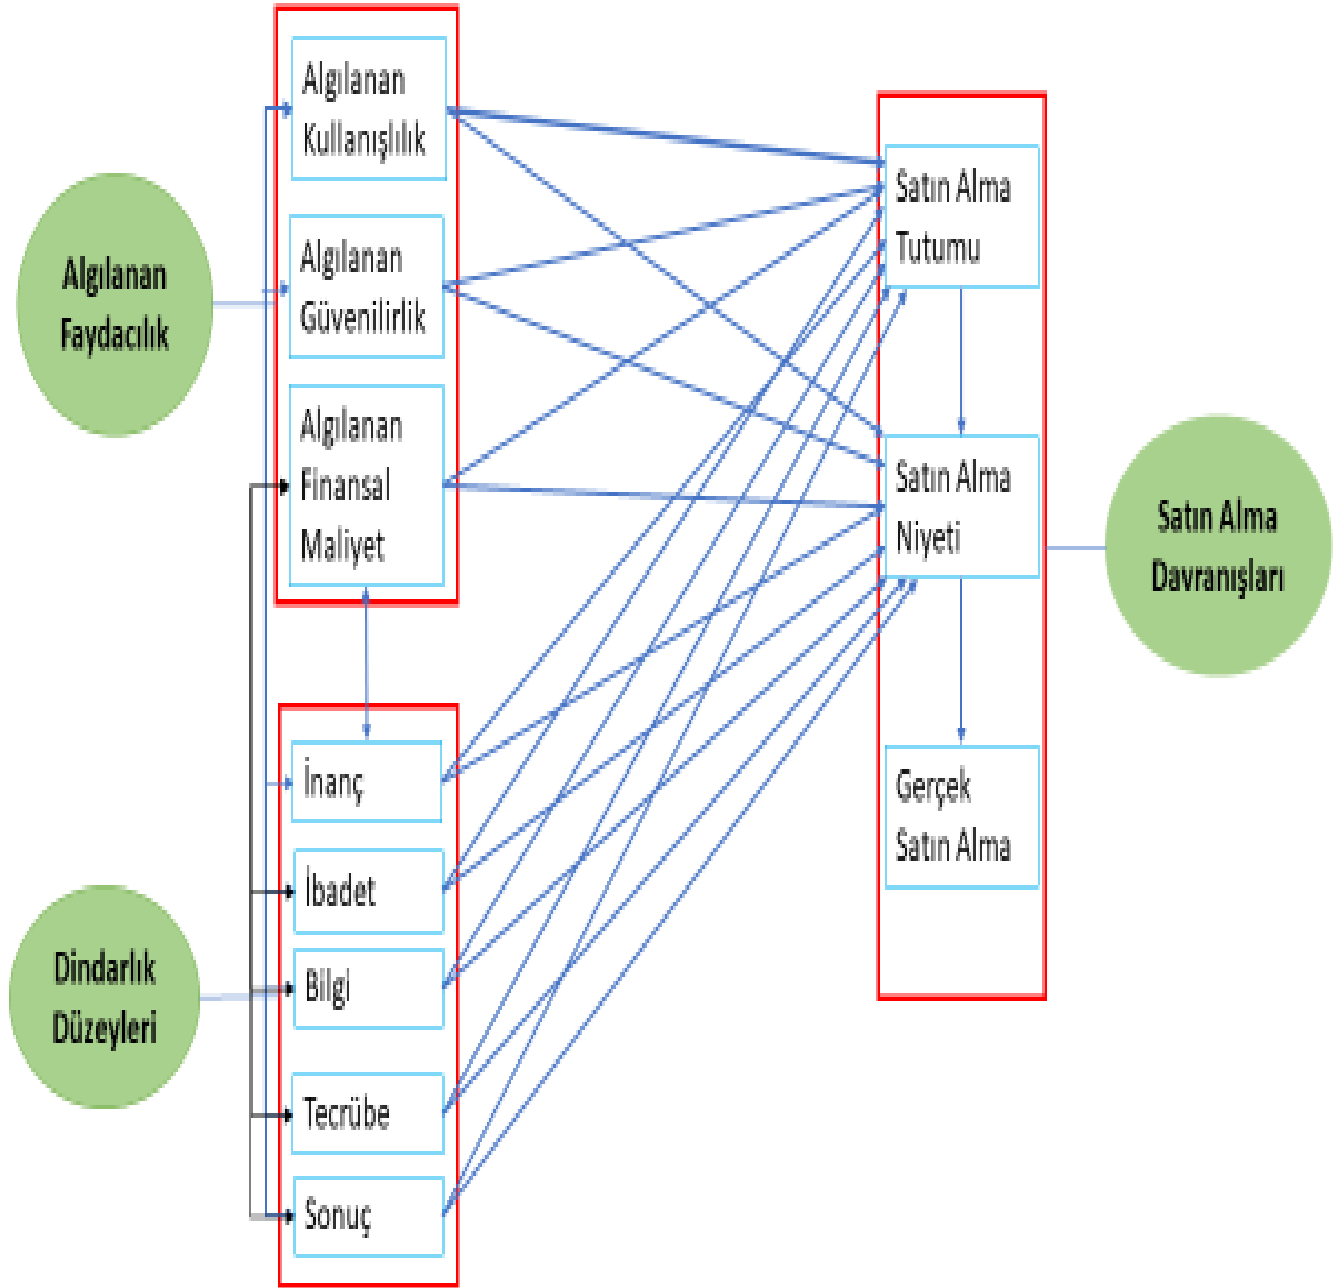 Algılanan
Faydacılık
Algılanan
Kullanışlılık
Algılanan
Güvenilirlik
Algılanan
Finansal
Maliyet
Dindarlık
Düzeyleri
İnanç
İbadet
Bilgi
Tecrübe
Sonuç
Satın Alma
Tutumu
Satın Alma
Niyeti
Gerçek
Satın Alma
Satın Alma
Davranışları